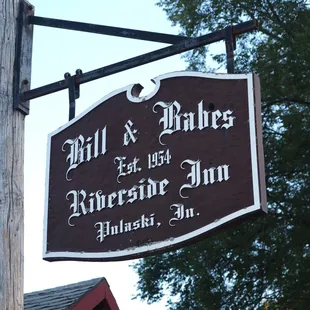 Bill & Babes
Est. 1954
Riverside Inn
Pulaski, In.